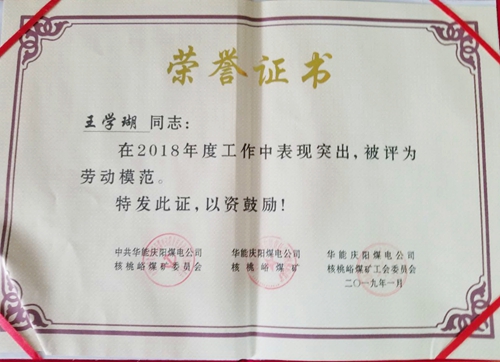 荣誉证书
王学瑚 同志：
在2018年度工作中表现突出，被评为
劳动模范。
特发此证，以资鼓励！
中共华能庆阳煤电公司
核桃峪煤矿委员会
华能庆阳煤电公司
核桃峪煤矿
华能庆阳煤电公司
核桃峪煤矿工会委员会
二〇一九年一月